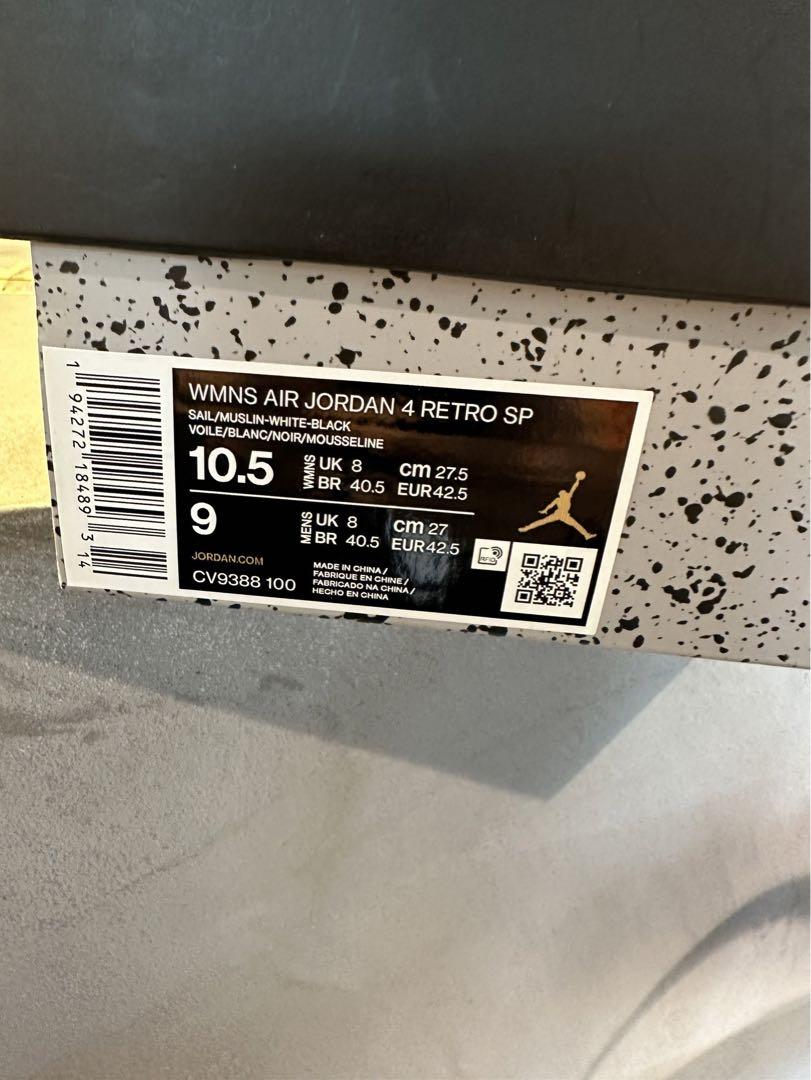 WMNS AIR JORDAN 4 RETRO SP
SAIL/MUSLIN-WHITE-BLACK
VOILE/BLANC/NOIR/MOUSSELINE
10.5 WMNS UK 8 cm 27.5
BR 40.5 EUR 42.5
9 MENS UK 8 cm 27
BR 40.5 EUR 42.5
JORDAN.COM
CV9388 100
MADE IN CHINA /
FABRIQUE EN CHINE /
FABRICADO NA CHINA /
HECHO EN CHINA
RFID
1 94272 18489 3 14